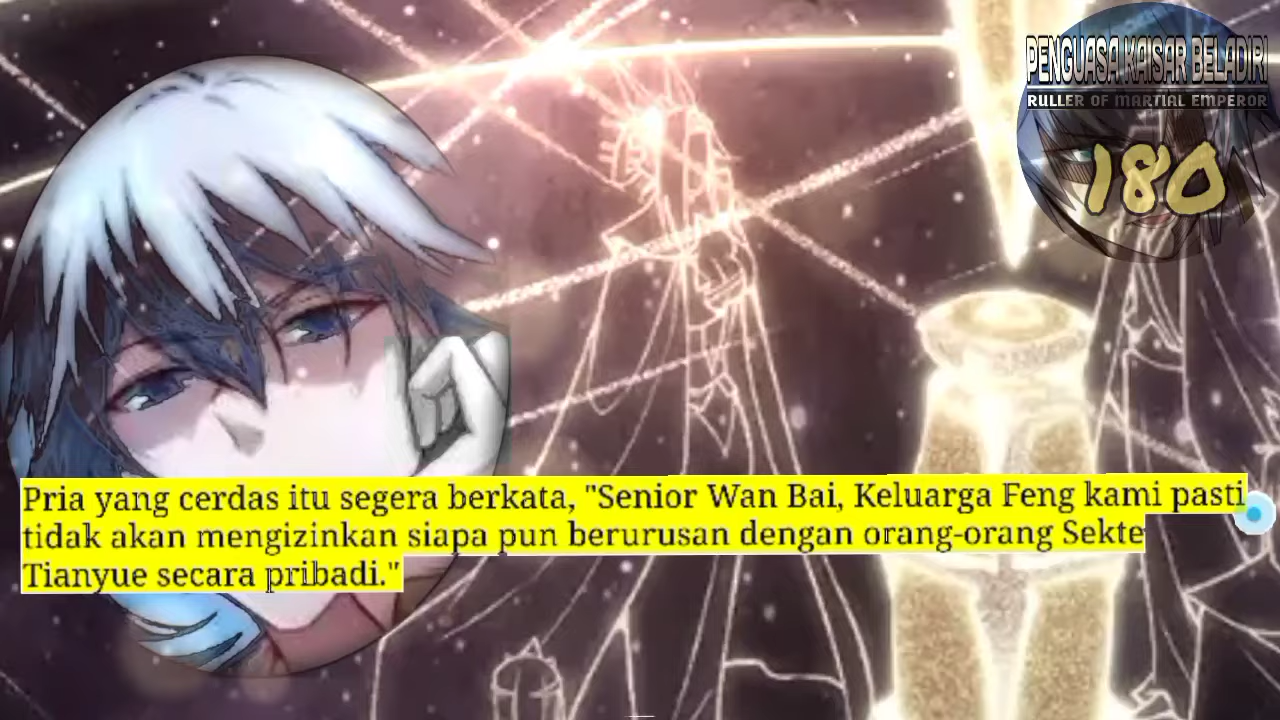 PENGUASA KAISAR BELADIRI
RULLER OF MARTIAL EMPEROR
180
Pria yang cerdas itu segera berkata, "Senior Wan Bai, Keluarga Feng kami pasti
tidak akan mengizinkan siapa pun berurusan dengan orang-orang Sekte
Tianyue secara pribadi."